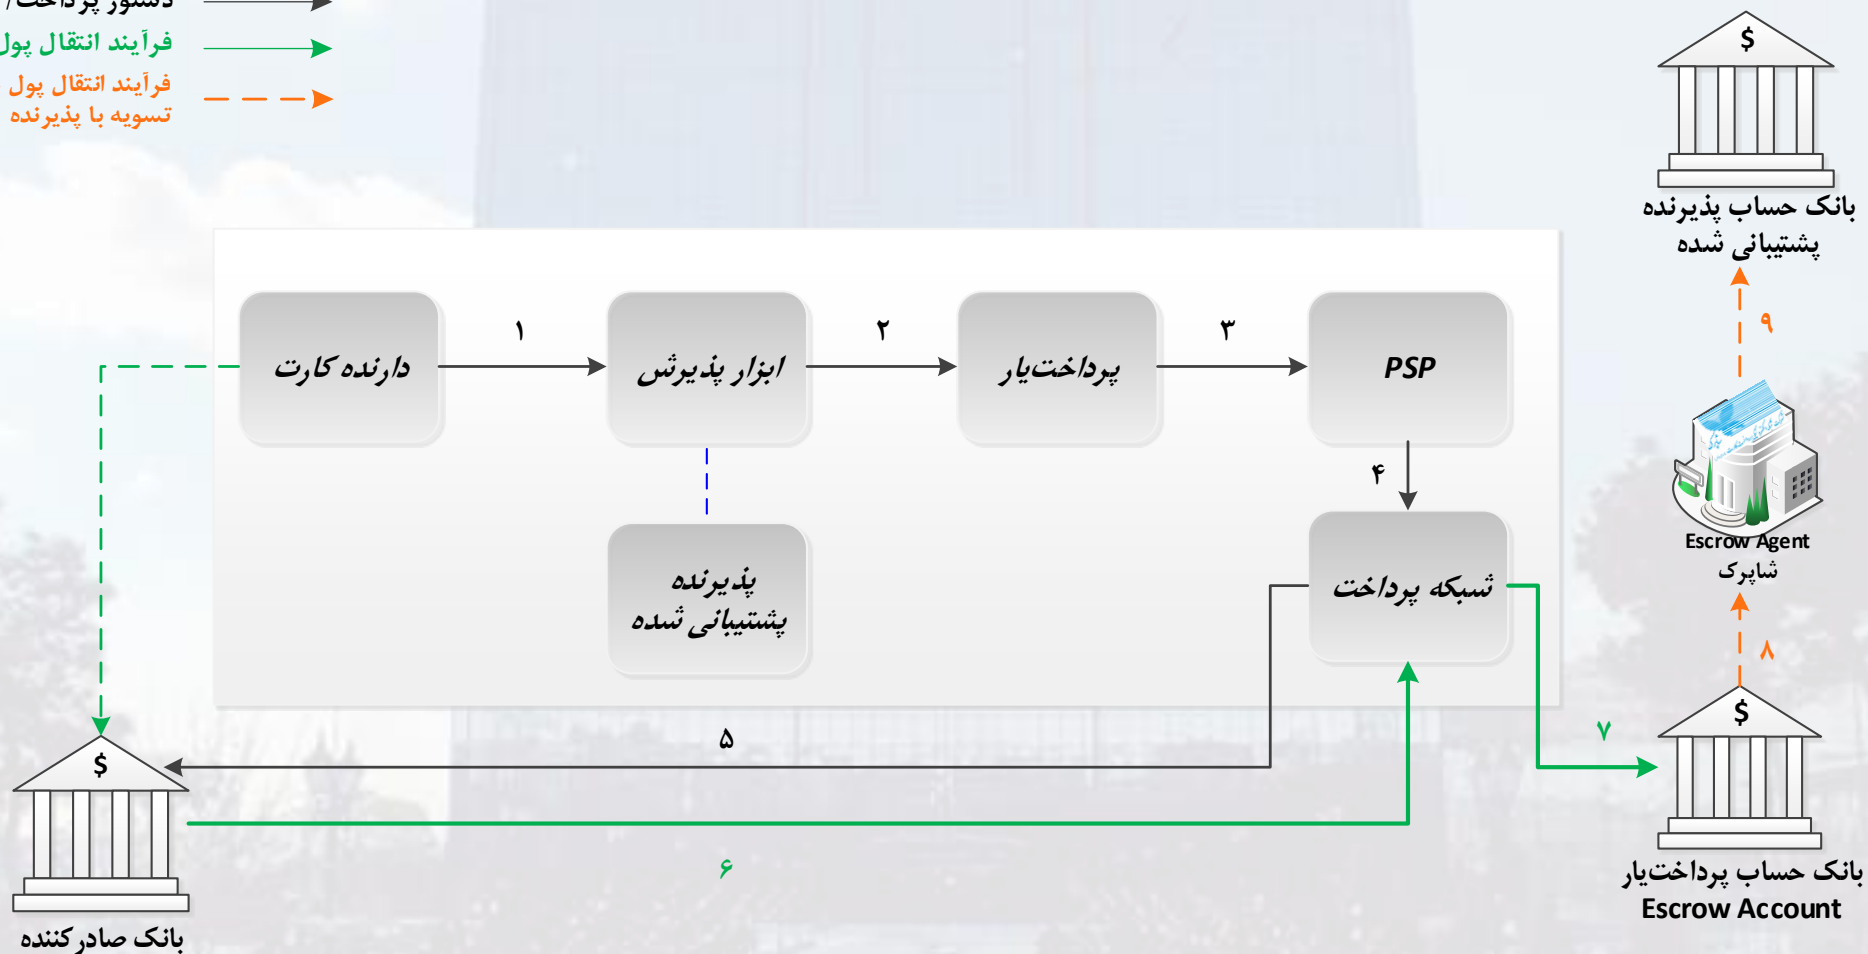 دستور پرداخت/
فرآیند انتقال پول
فرآیند انتقال پول
تسویه با پذیرنده
$
بانک حساب پذیرنده
پشتیبانی شده
۹
Escrow Agent
شاپرک
۸
دارنده کارت
۱
ابزار پذیرش
۲
پرداخت‌یار
۳
PSP
۴
پذیرنده
پشتیبانی شده
شبکه پرداخت
۵
۶
۷
$
بانک صادرکننده
$
بانک حساب پرداخت‌یار
Escrow Account